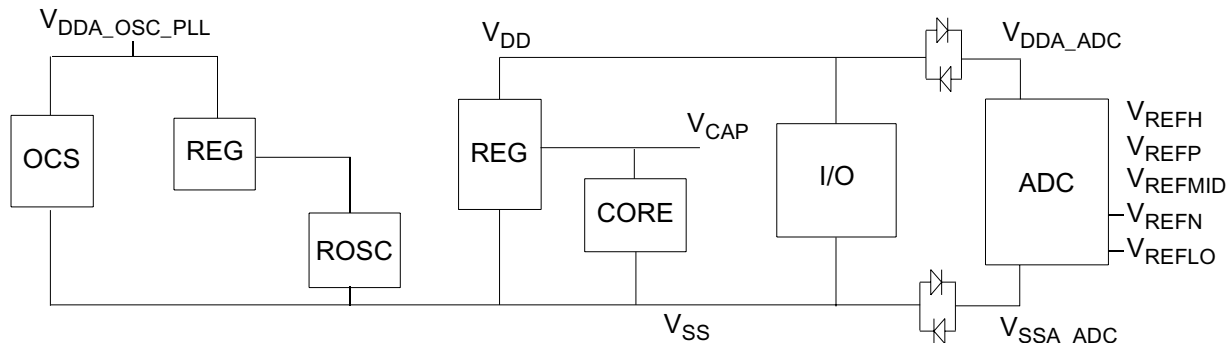 VDDA_OSC_PLL
VDD
VDDA_ADC
OCS
REG
ROSC
REG
VCAP
CORE
I/O
ADC
VREFH
VREFP
VREFMID
VREFN
VREFLO
VSS
VSSA_ADC